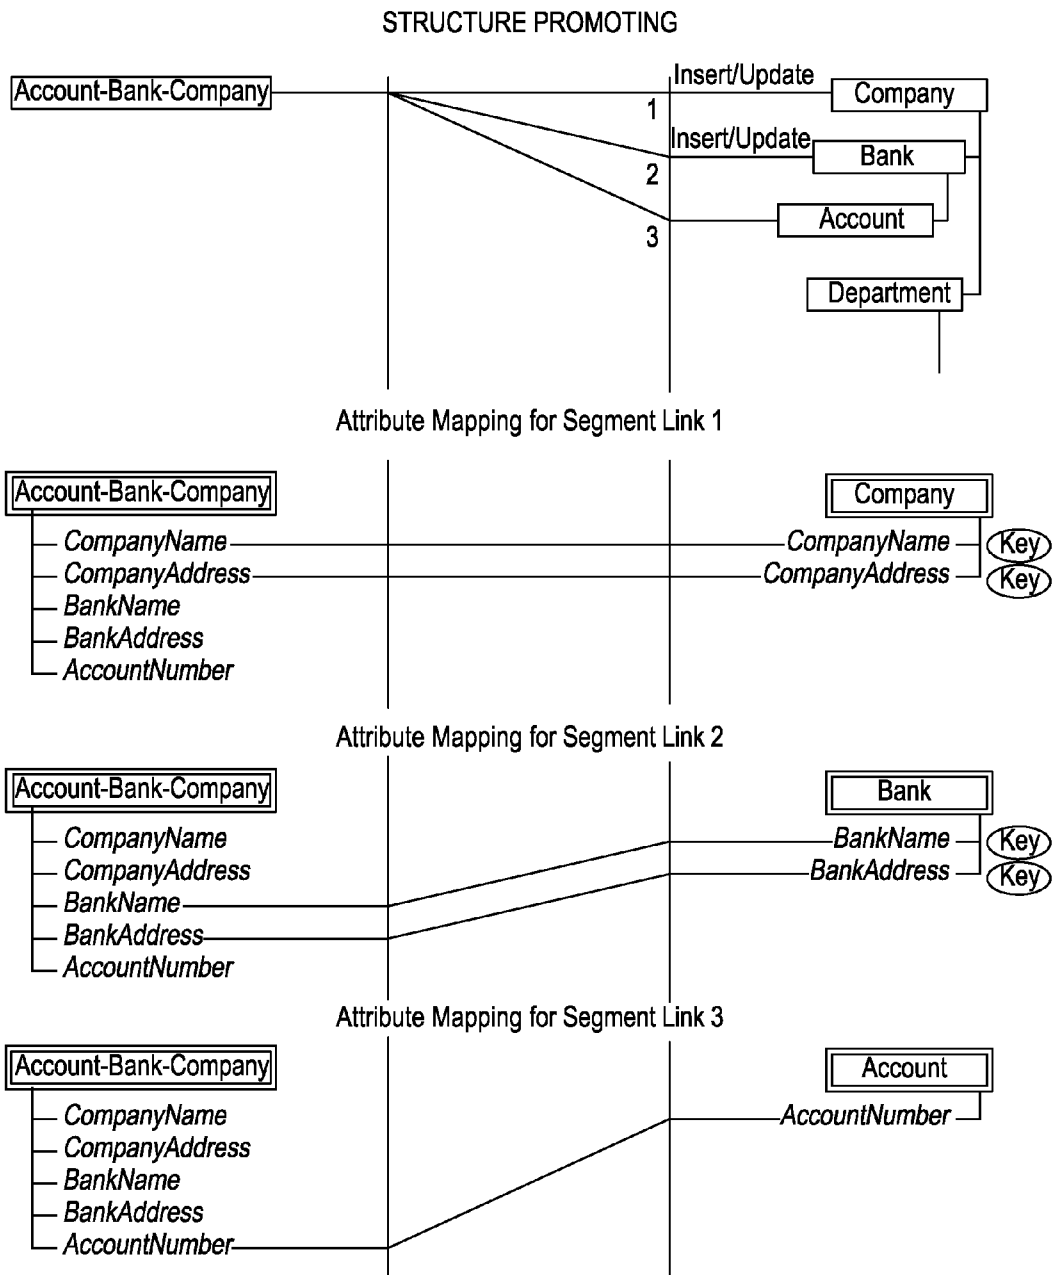 STRUCTURE PROMOTING
Account-Bank-Company
Insert/Update
Company
1
Insert/Update
Bank
2
Account
3
Department
Attribute Mapping for Segment Link 1
Account-Bank-Company
Company
CompanyName
CompanyName
Key
CompanyAddress
CompanyAddress
Key
BankName
BankAddress
AccountNumber
Attribute Mapping for Segment Link 2
Account-Bank-Company
Bank
CompanyName
BankName
Key
CompanyAddress
BankAddress
Key
BankName
BankAddress
AccountNumber
Attribute Mapping for Segment Link 3
Account-Bank-Company
Account
CompanyName
AccountNumber
CompanyAddress
BankName
BankAddress
AccountNumber